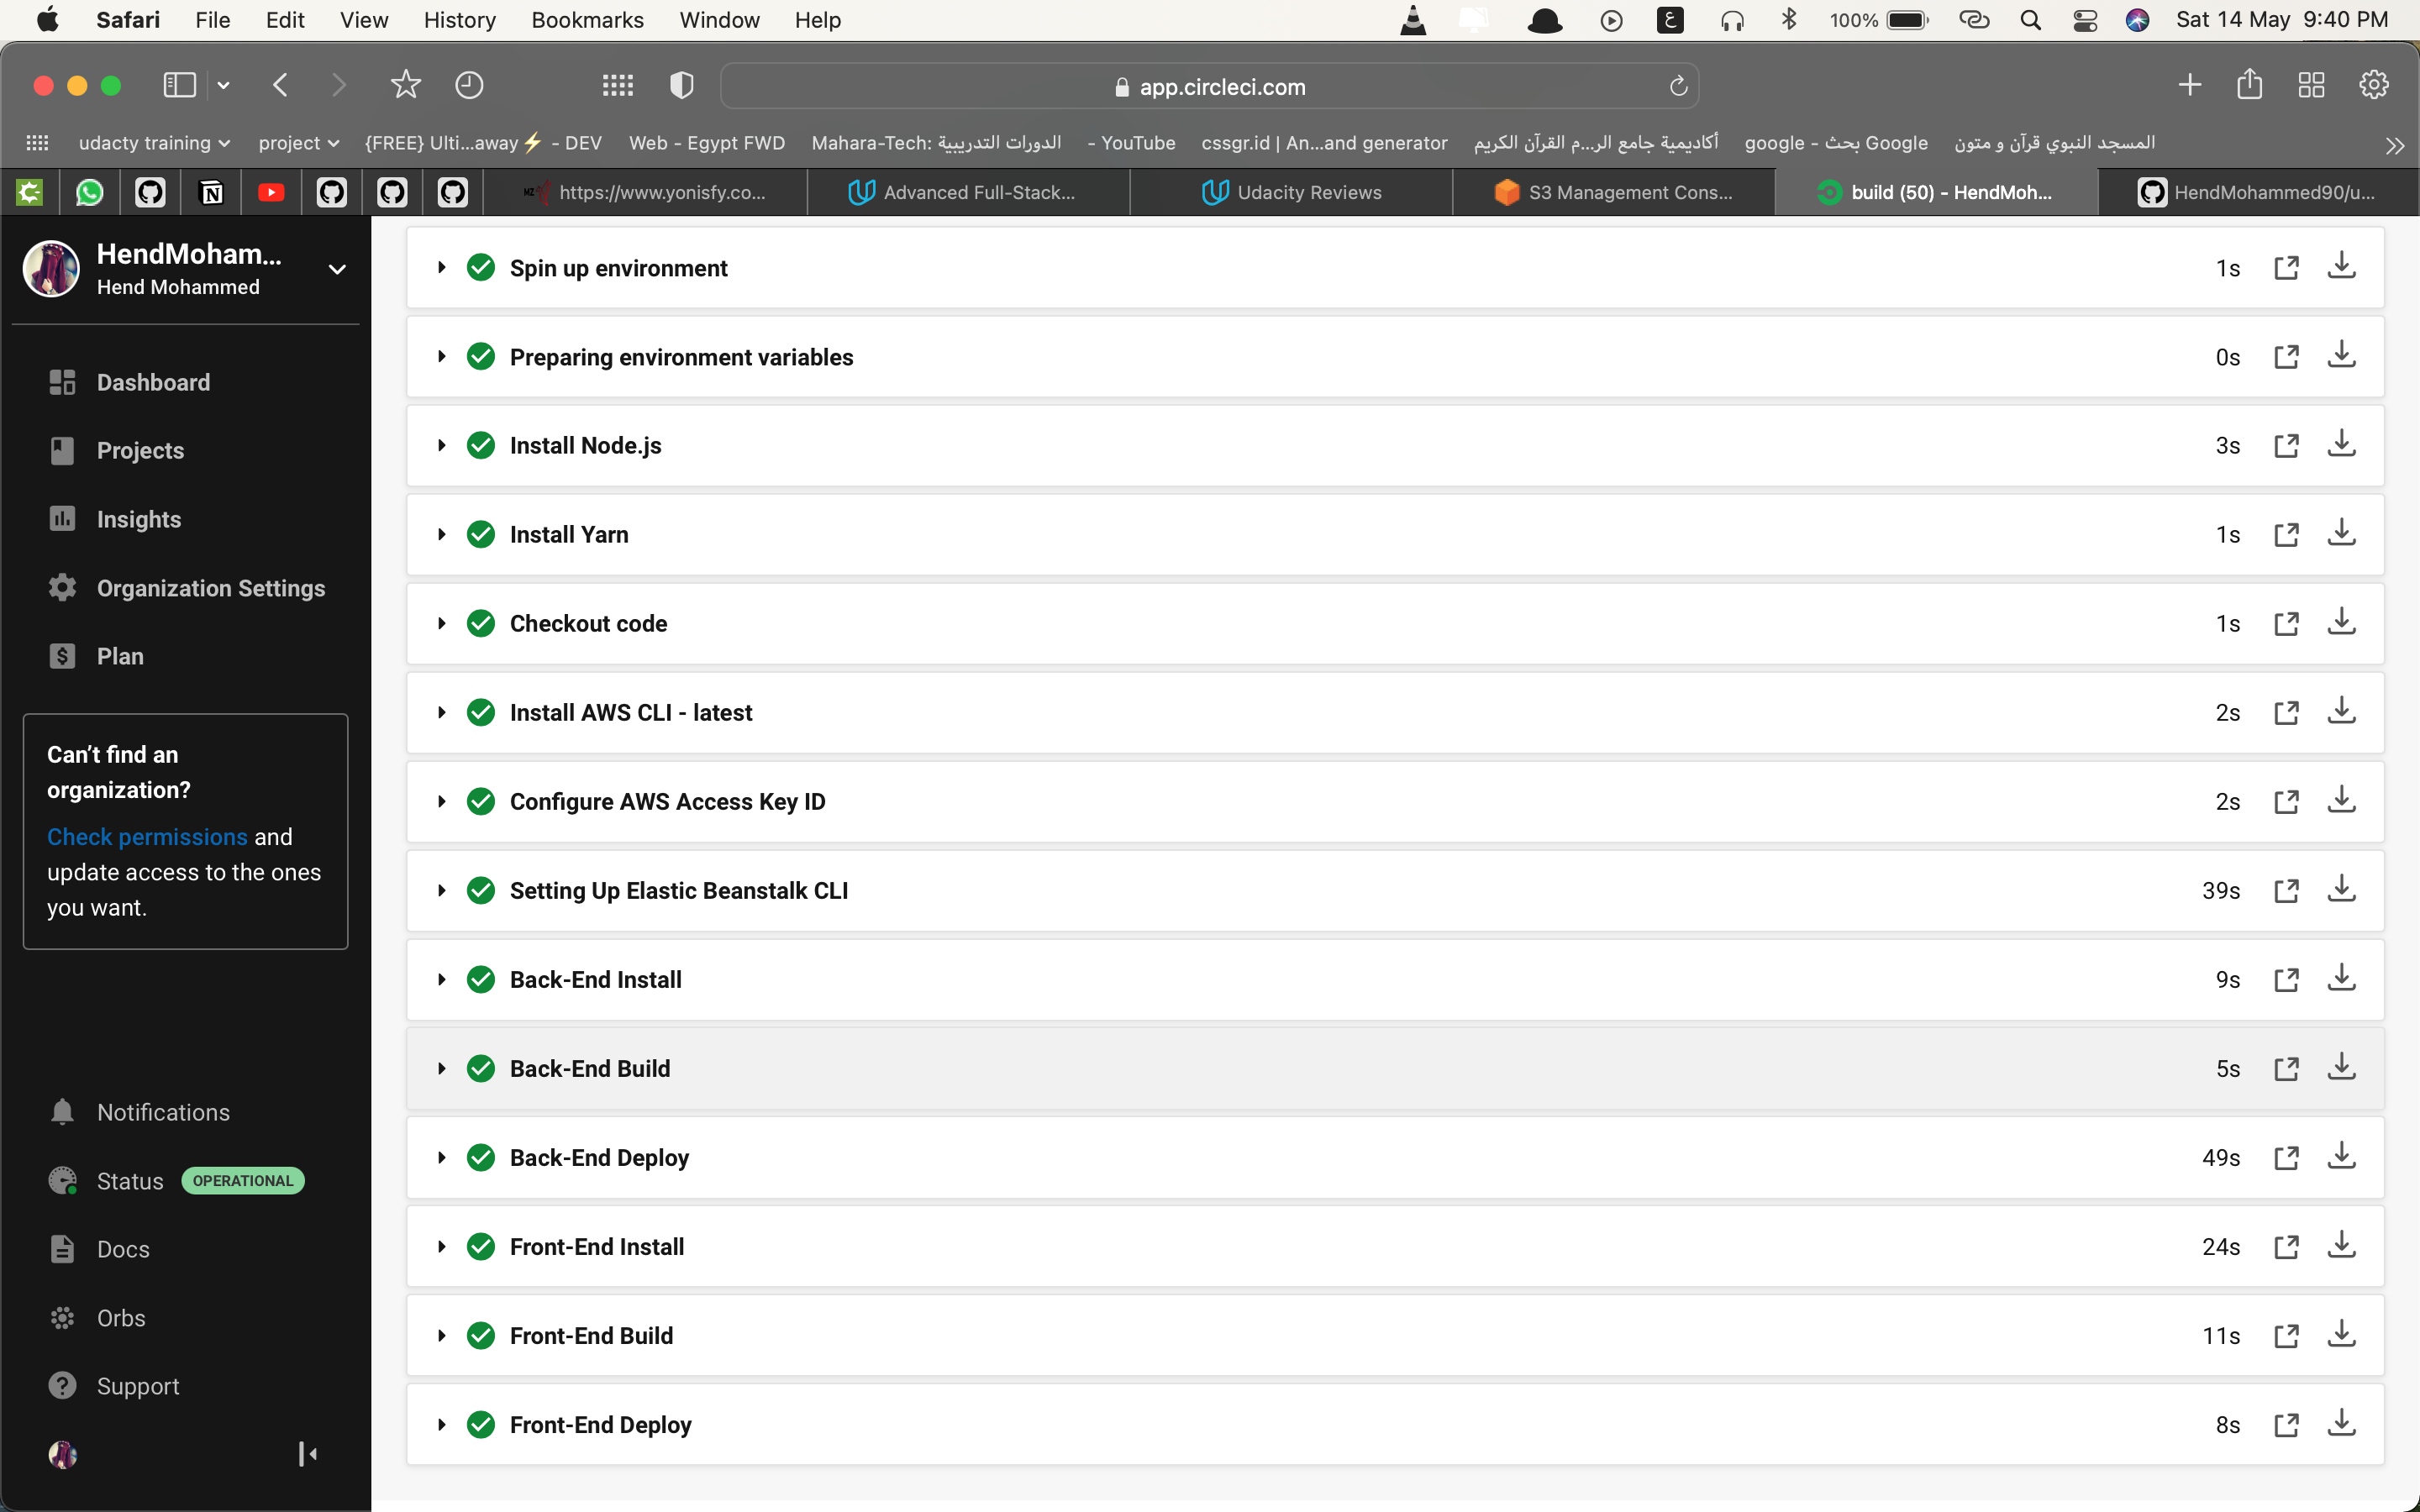 Safari File Edit View History Bookmarks Window Help ع 100% Sat 14 May 9:40 PM
app.circleci.com
udacty training project {FREE} Ulti...away⚡ - DEV Web - Egypt FWD Mahara-Tech: الدورات التدريبية - YouTube cssgr.id | An...and generator أكاديمية جامع الر...م القرآن الكريم google - بحث Google المسجد النبوي قرآن و متون
MZ https://www.yonisfy.co... Advanced Full-Stack... Udacity Reviews S3 Management Cons... build (50) - HendMoh... HendMohammed90/u...
HendMoham...
Hend Mohammed
Dashboard
Projects
Insights
Organization Settings
Plan
Can’t find an
organization?
Check permissions and
update access to the ones
you want.
Notifications
Status OPERATIONAL
Docs
Orbs
Support
Spin up environment 1s
Preparing environment variables 0s
Install Node.js 3s
Install Yarn 1s
Checkout code 1s
Install AWS CLI - latest 2s
Configure AWS Access Key ID 2s
Setting Up Elastic Beanstalk CLI 39s
Back-End Install 9s
Back-End Build 5s
Back-End Deploy 49s
Front-End Install 24s
Front-End Build 11s
Front-End Deploy 8s